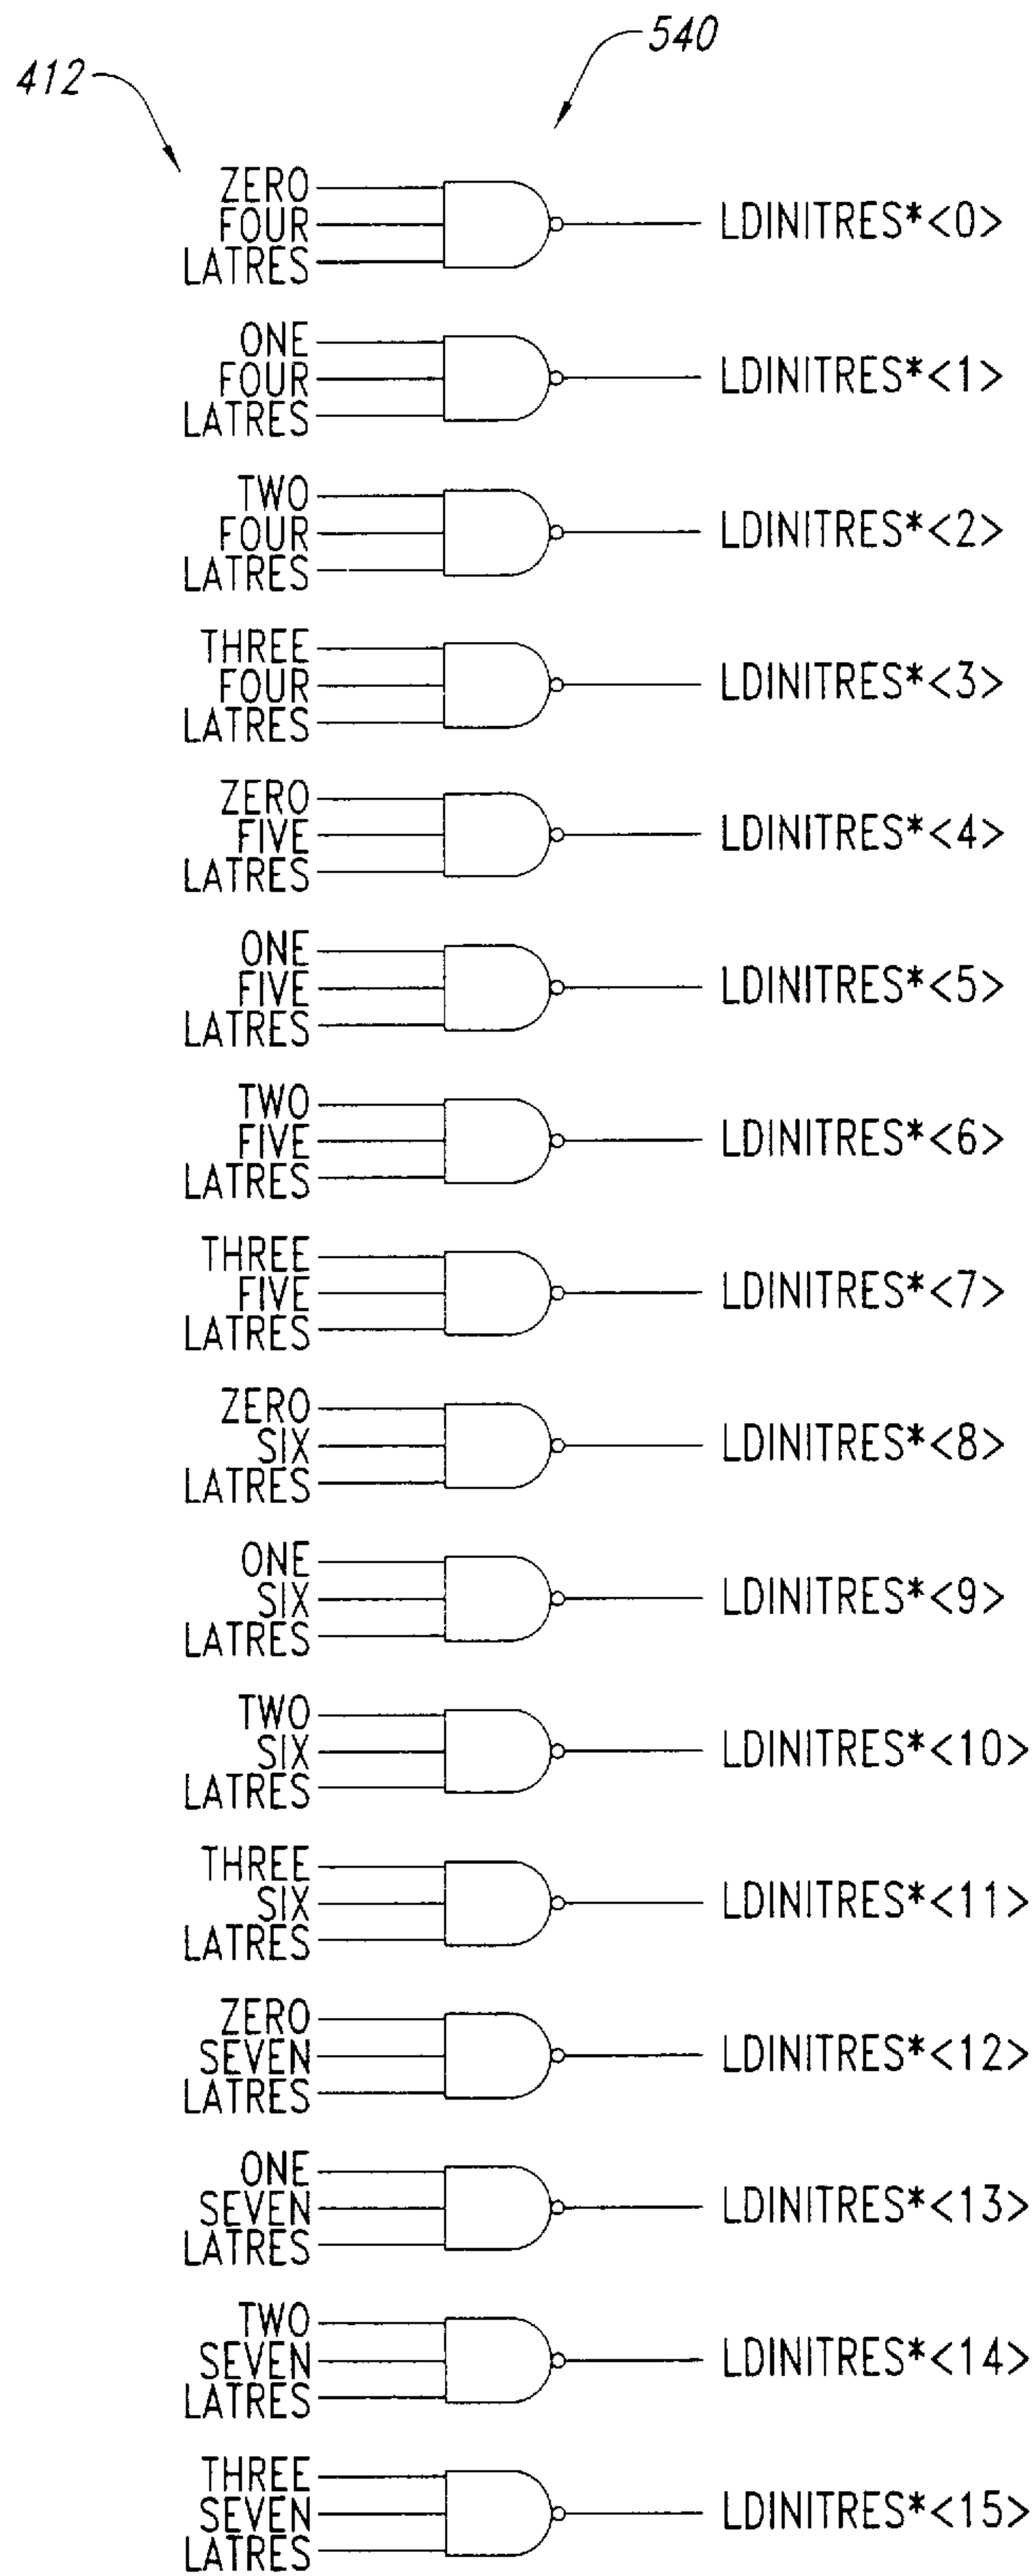 540
412
ZERO
FOUR
LATRES
LDINITRES*<0>
ONE
FOUR
LATRES
LDINITRES*<1>
TWO
FOUR
LATRES
LDINITRES*<2>
THREE
FOUR
LATRES
LDINITRES*<3>
ZERO
FIVE
LATRES
LDINITRES*<4>
ONE
FIVE
LATRES
LDINITRES*<5>
TWO
FIVE
LATRES
LDINITRES*<6>
THREE
FIVE
LATRES
LDINITRES*<7>
ZERO
SIX
LATRES
LDINITRES*<8>
ONE
SIX
LATRES
LDINITRES*<9>
TWO
SIX
LATRES
LDINITRES*<10>
THREE
SIX
LATRES
LDINITRES*<11>
ZERO
SEVEN
LATRES
LDINITRES*<12>
ONE
SEVEN
LATRES
LDINITRES*<13>
TWO
SEVEN
LATRES
LDINITRES*<14>
THREE
SEVEN
LATRES
LDINITRES*<15>